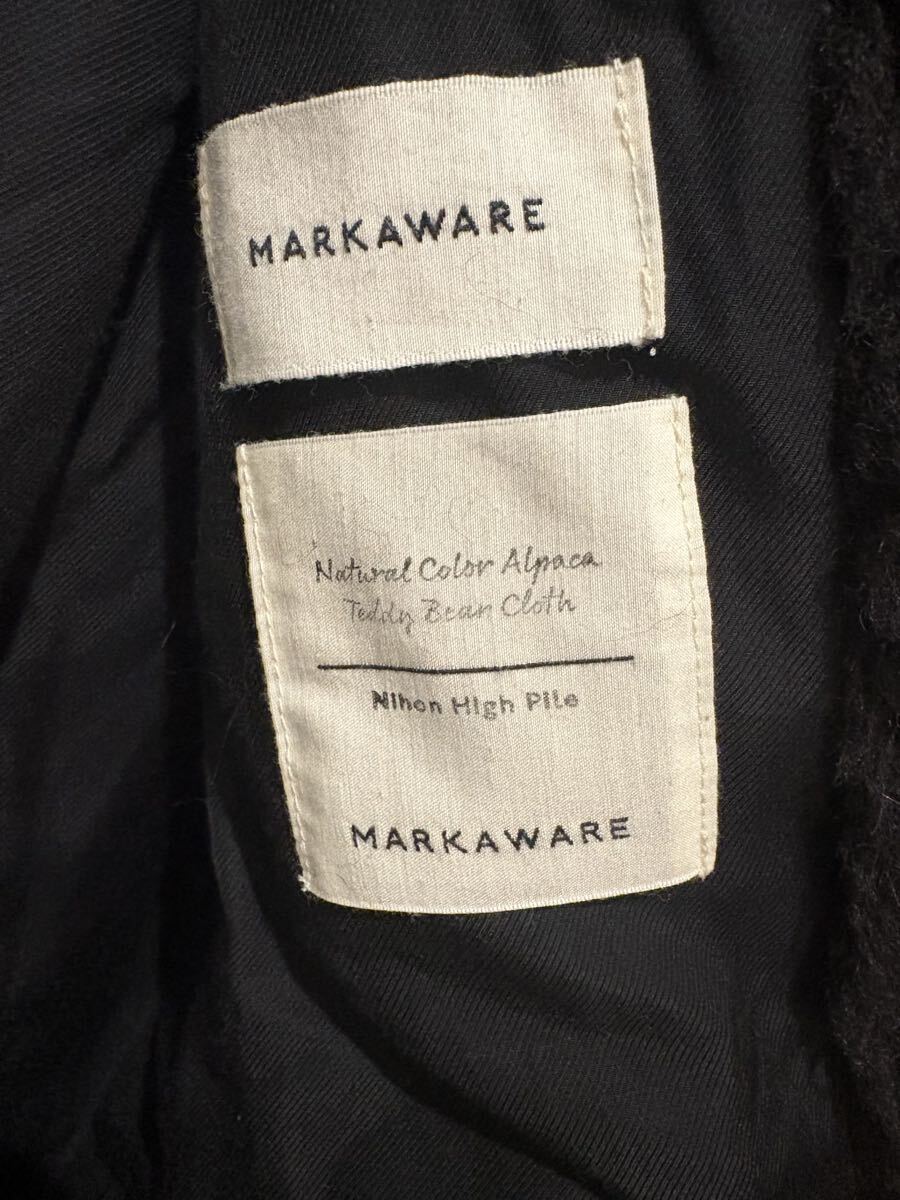 MARKAWARE
Natural Color Alpaca
Teddy Bear Cloth
Nihon High Pile
MARKAWARE